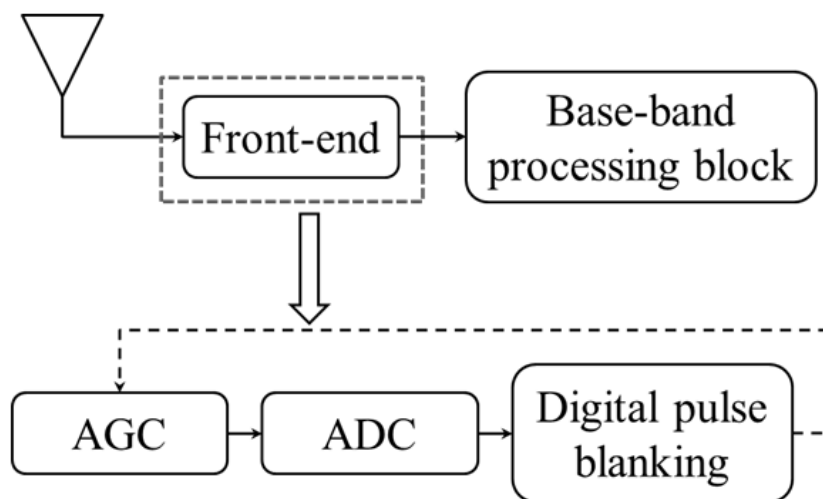 Front-end
Base-band
processing block
AGC
ADC
Digital pulse
blanking